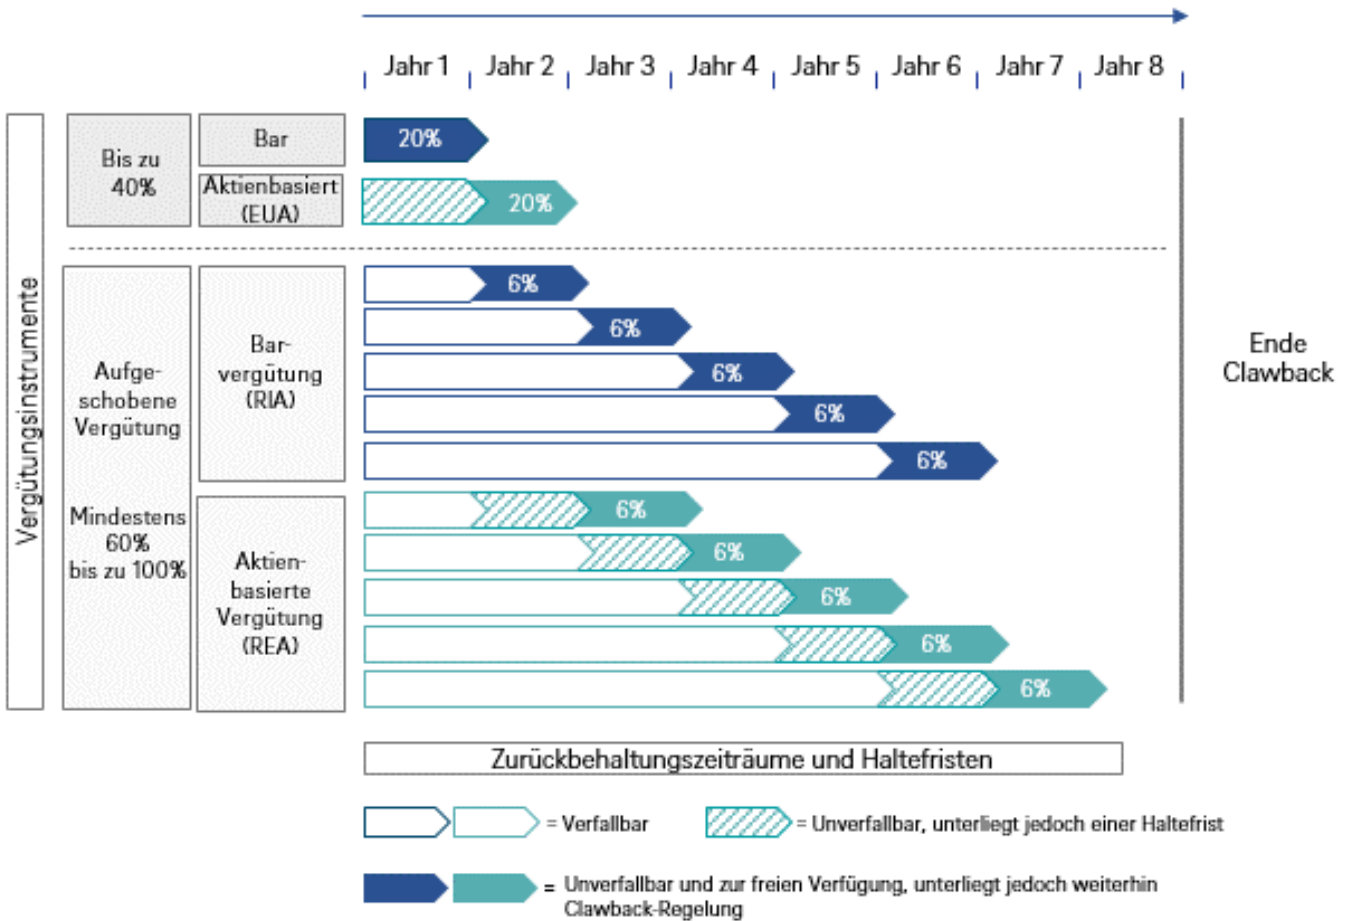 Jahr 1 Jahr 2 Jahr 3 Jahr 4 Jahr 5 Jahr 6 Jahr 7 Jahr 8
Vergütungsinstrumente
Bis zu
40%
Bar
20%
Aktienbasiert
(EUA)
20%
Aufge-
schobene
Vergütung
Mindestens
60%
bis zu 100%
Bar-
vergütung
(RIA)
6%
6%
6%
6%
6%
Aktien-
basierte
Vergütung
(REA)
6%
6%
6%
6%
6%
Ende
Clawback
Zurückbehaltungszeiträume und Haltefristen
= Verfallbar
= Unverfallbar, unterliegt jedoch einer Haltefrist
= Unverfallbar und zur freien Verfügung, unterliegt jedoch weiterhin
Clawback-Regelung